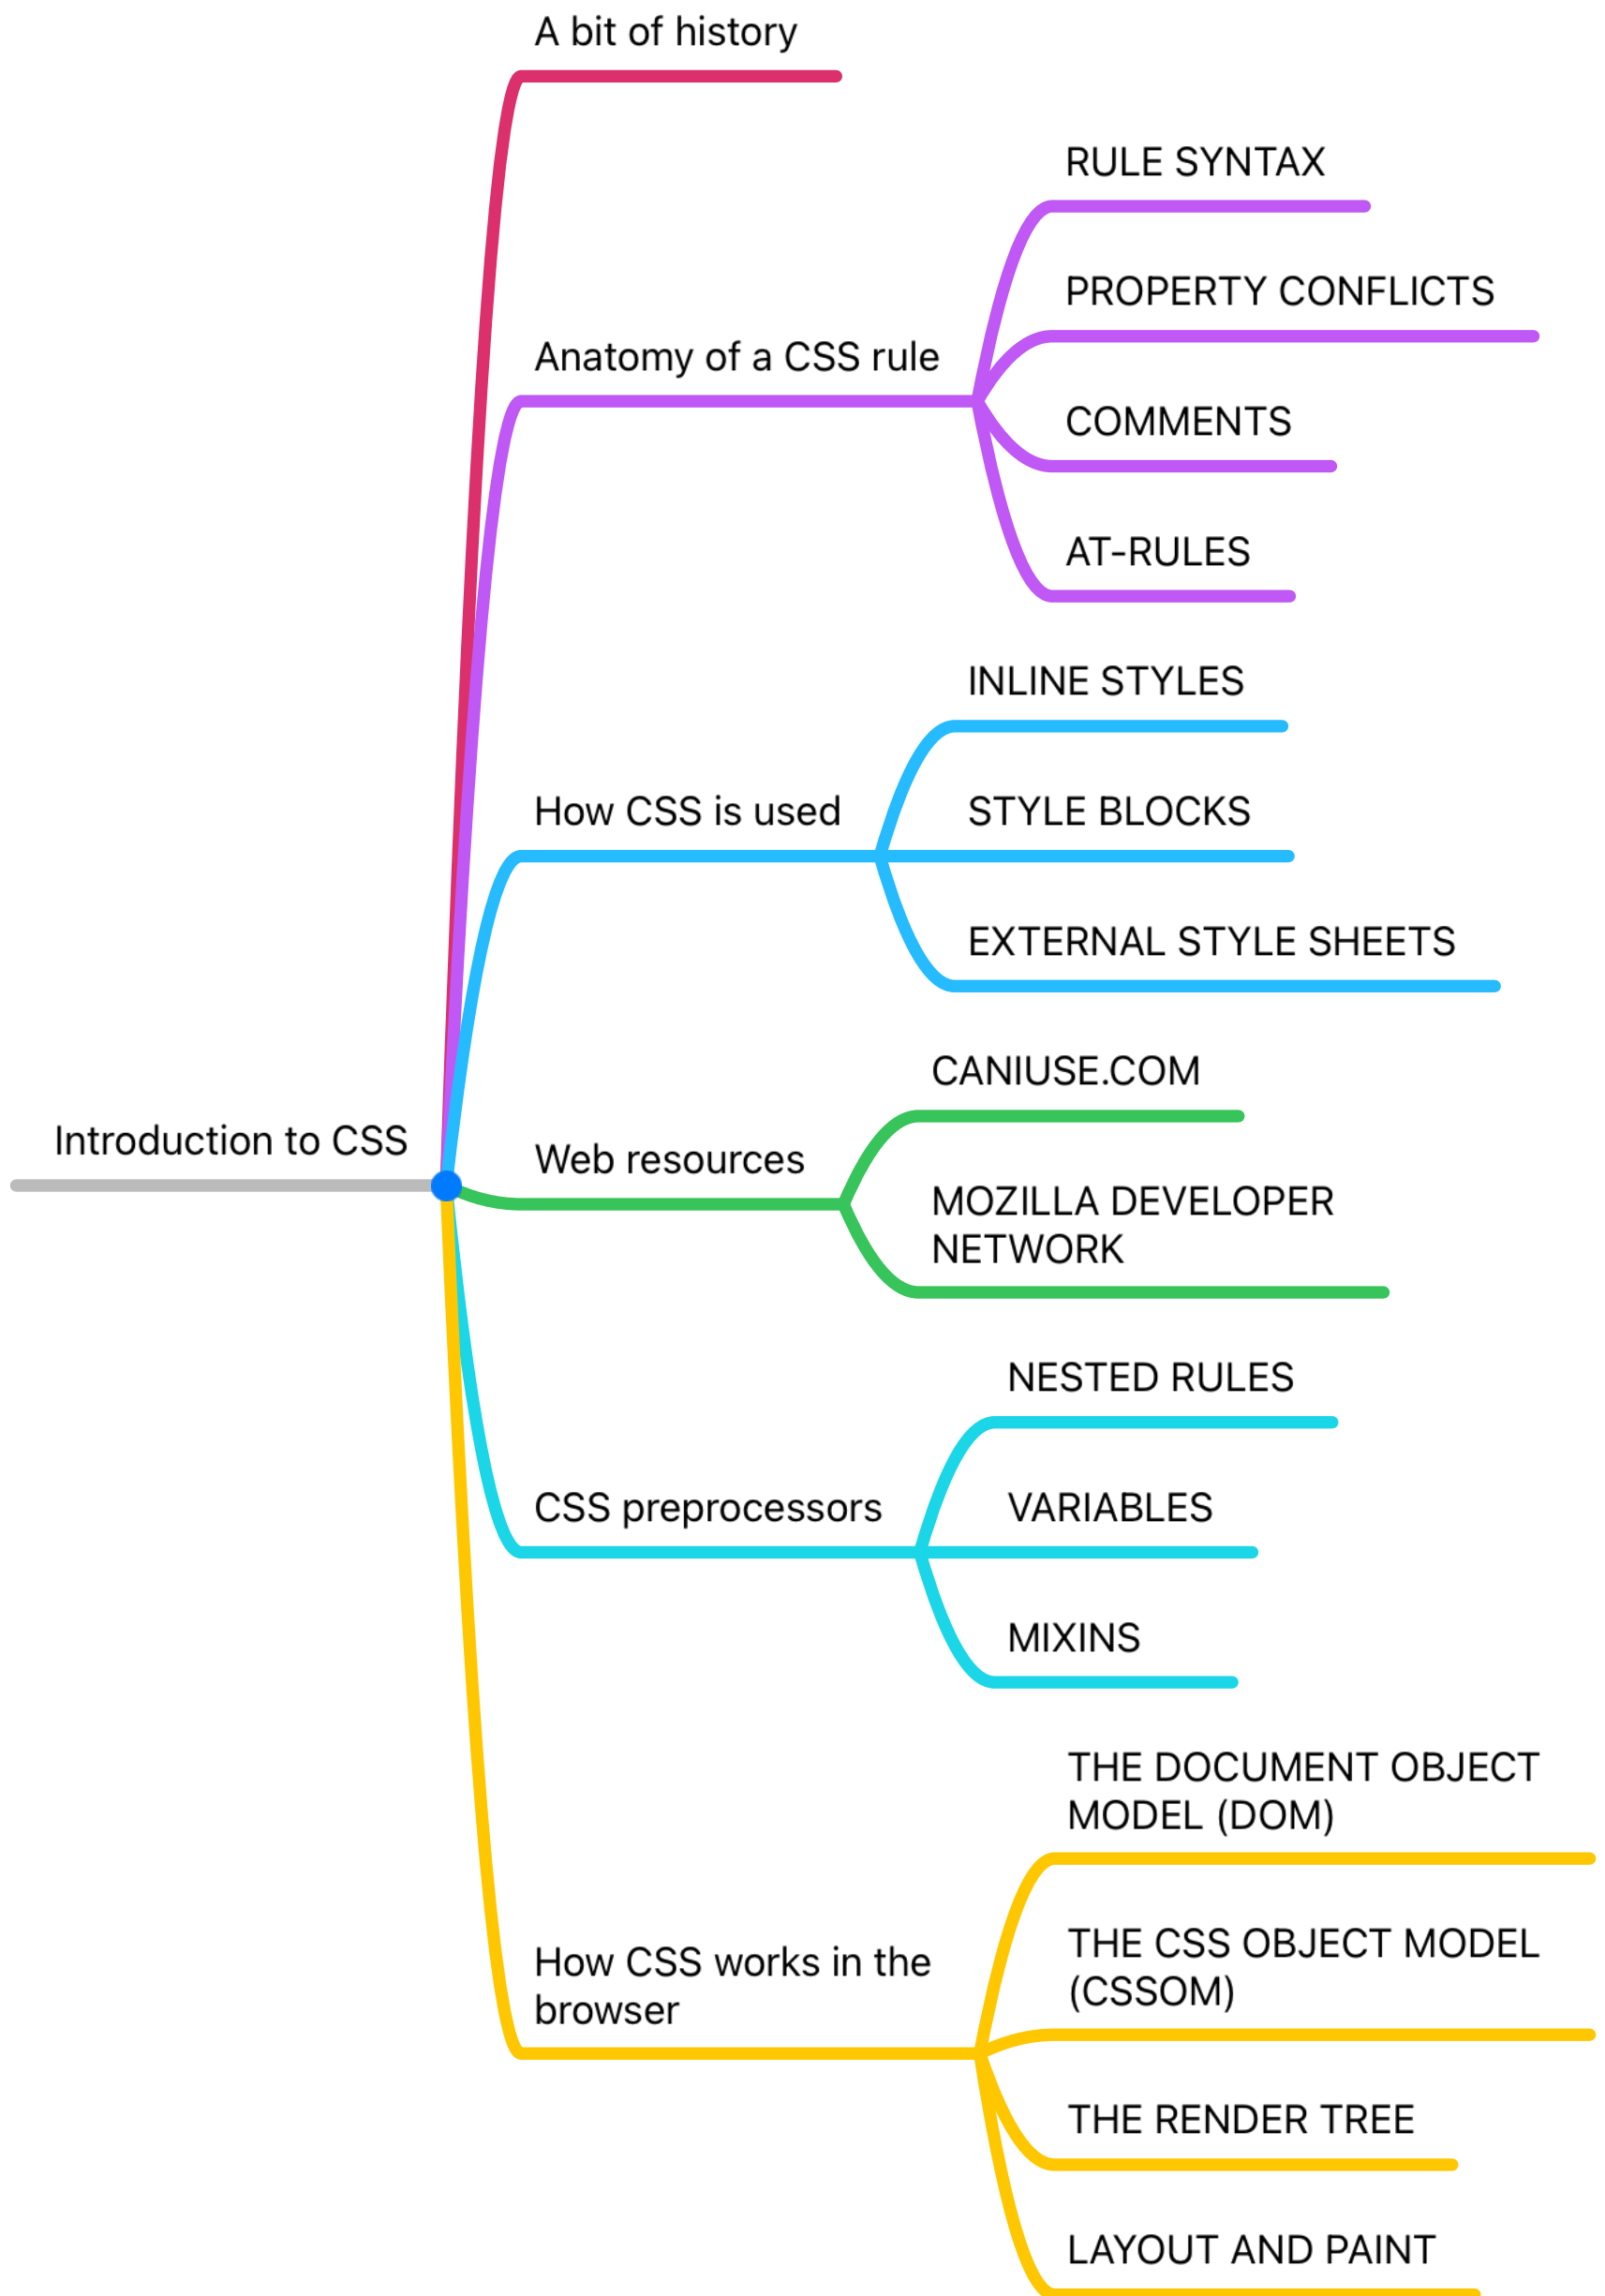 A bit of history
RULE SYNTAX
PROPERTY CONFLICTS
Anatomy of a CSS rule
COMMENTS
AT-RULES
INLINE STYLES
How CSS is used
STYLE BLOCKS
EXTERNAL STYLE SHEETS
CANIUSE.COM
Introduction to CSS
Web resources
MOZILLA DEVELOPER
NETWORK
NESTED RULES
CSS preprocessors
VARIABLES
MIXINS
THE DOCUMENT OBJECT
MODEL (DOM)
THE CSS OBJECT MODEL
(CSSOM)
How CSS works in the
browser
THE RENDER TREE
LAYOUT AND PAINT